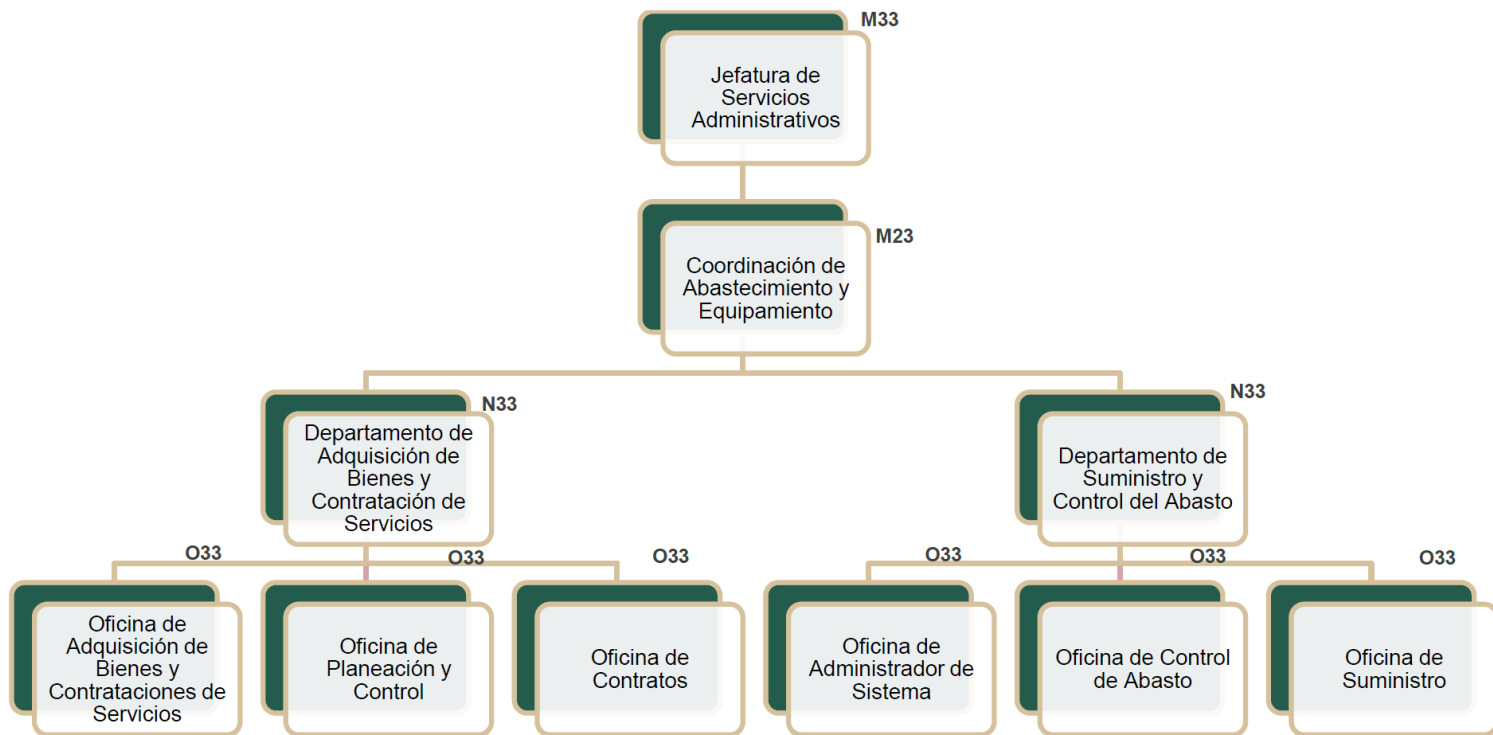 M33
Jefatura de
Servicios
Administrativos
M23
Coordinación de
Abastecimiento y
Equipamiento
N33
Departamento de
Adquisición de
Bienes y
Contratación de
Servicios
N33
Departamento de
Suministro y
Control del Abasto
O33
Oficina de
Adquisición de
Bienes y
Contrataciones de
Servicios
O33
Oficina de
Planeación y
Control
O33
Oficina de
Contratos
O33
Oficina de
Administrador de
Sistema
O33
Oficina de Control
de Abasto
O33
Oficina de
Suministro